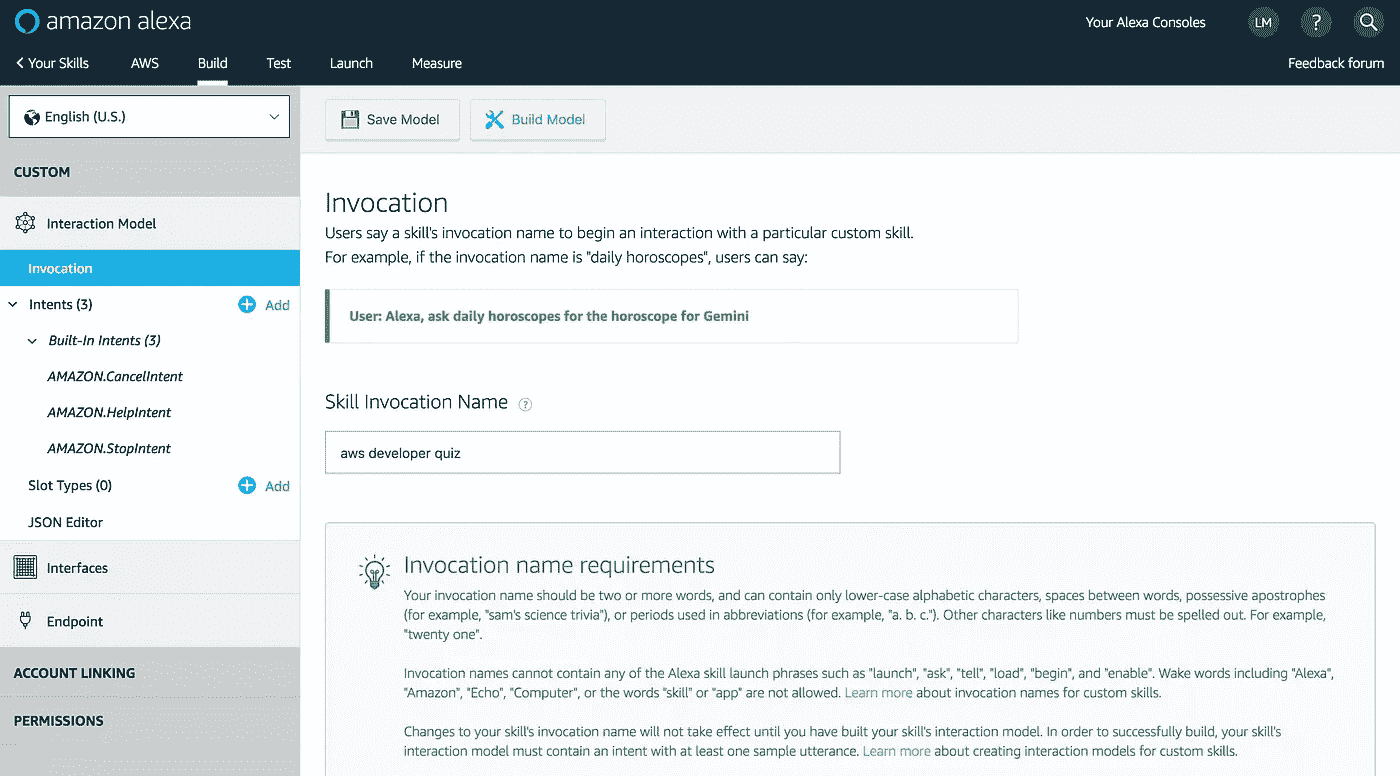 amazon alexa
Your Alexa Consoles
LM
?
Your Skills
AWS
Build
Test
Launch
Measure
Feedback forum
English (U.S.)
Save Model
Build Model
CUSTOM
Interaction Model
Invocation
Intents (3)
Add
Built-In Intents (3)
AMAZON.CancelIntent
AMAZON.HelpIntent
AMAZON.StopIntent
Slot Types (0)
Add
JSON Editor
Interfaces
Endpoint
ACCOUNT LINKING
PERMISSIONS
Invocation
Users say a skill's invocation name to begin an interaction with a particular custom skill.
For example, if the invocation name is "daily horoscopes", users can say:
User: Alexa, ask daily horoscopes for the horoscope for Gemini
Skill Invocation Name ?
aws developer quiz
Invocation name requirements
Your invocation name should be two or more words, and can contain only lower-case alphabetic characters, spaces between words, possessive apostrophes
(for example, "sam's science trivia"), or periods used in abbreviations (for example, "a. b. c."). Other characters like numbers must be spelled out. For example,
"twenty one".
Invocation names cannot contain any of the Alexa skill launch phrases such as "launch", "ask", "tell", "load", "begin", and "enable". Wake words including "Alexa",
"Amazon", "Echo", "Computer", or the words "skill" or "app" are not allowed. Learn more about invocation names for custom skills.
Changes to your skill's invocation name will not take effect until you have built your skill's interaction model. In order to successfully build, your skill's
interaction model must contain an intent with at least one sample utterance. Learn more about creating interaction models for custom skills.